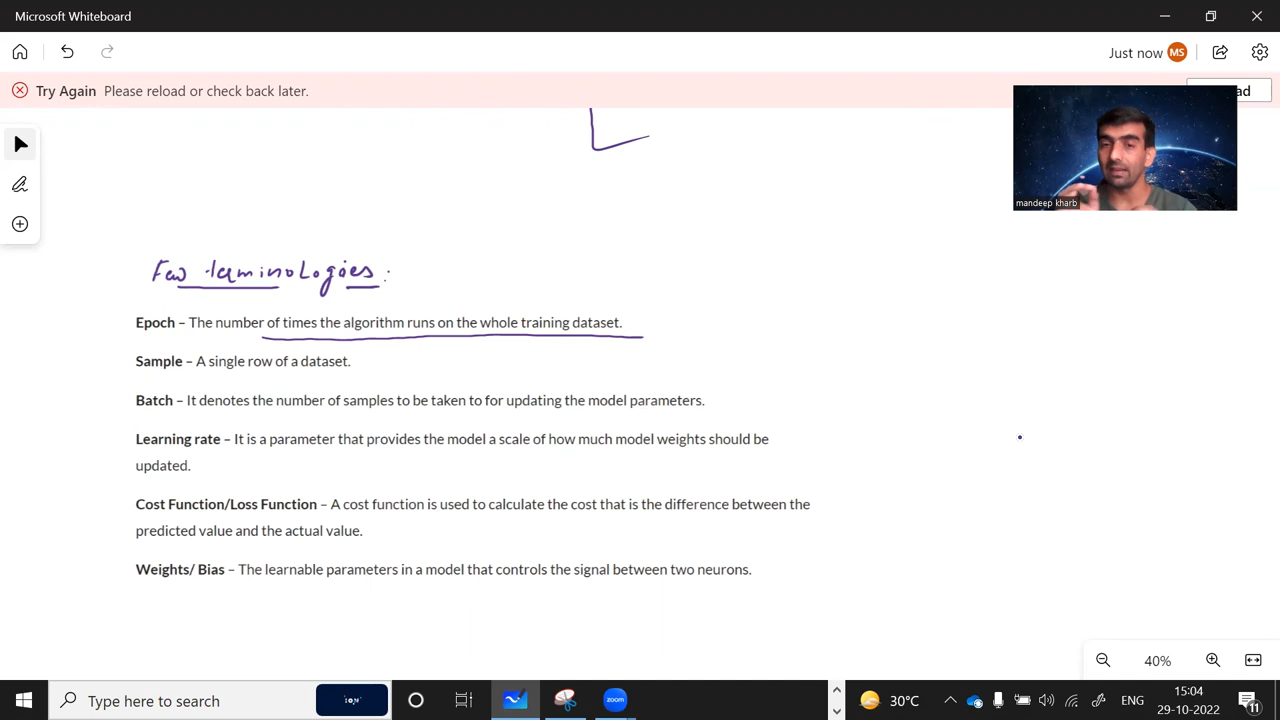 Microsoft Whiteboard
Just now MS
Try Again Please reload or check back later.
ad
mandeep kharb
Few terminologies :
Epoch – The number of times the algorithm runs on the whole training dataset.
Sample – A single row of a dataset.
Batch – It denotes the number of samples to be taken to for updating the model parameters.
Learning rate – It is a parameter that provides the model a scale of how much model weights should be
updated.
Cost Function/Loss Function – A cost function is used to calculate the cost that is the difference between the
predicted value and the actual value.
Weights/ Bias – The learnable parameters in a model that controls the signal between two neurons.
40%
Type here to search
zoom
30°C
ENG
15:04
29-10-2022
11